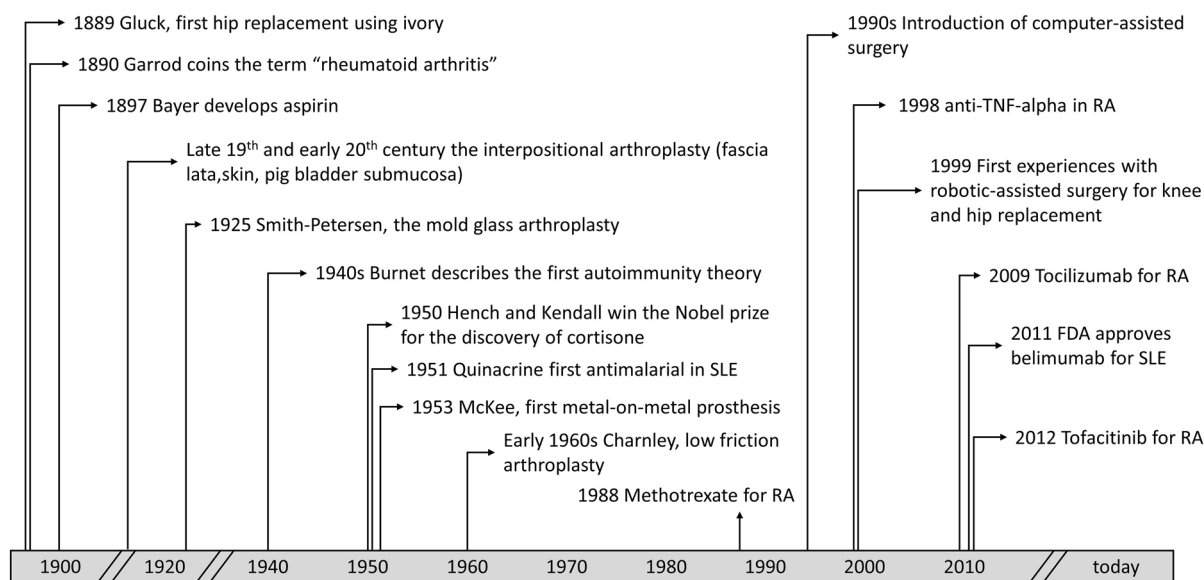 1889 Gluck, first hip replacement using ivory
1890 Garrod coins the term “rheumatoid arthritis”
1897 Bayer develops aspirin
Late 19th and early 20th century the interpositional arthroplasty (fascia
lata,skin, pig bladder submucosa)
1925 Smith-Petersen, the mold glass arthroplasty
1940s Burnet describes the first autoimmunity theory
1950 Hench and Kendall win the Nobel prize
for the discovery of cortisone
1951 Quinacrine first antimalarial in SLE
1953 McKee, first metal-on-metal prosthesis
Early 1960s Charnley, low friction
arthroplasty
1988 Methotrexate for RA
1990s Introduction of computer-assisted
surgery
1998 anti-TNF-alpha in RA
1999 First experiences with
robotic-assisted surgery for knee
and hip replacement
2009 Tocilizumab for RA
2011 FDA approves
belimumab for SLE
2012 Tofacitinib for RA
1900 1920 1940 1950 1960 1970 1980 1990 2000 2010 today